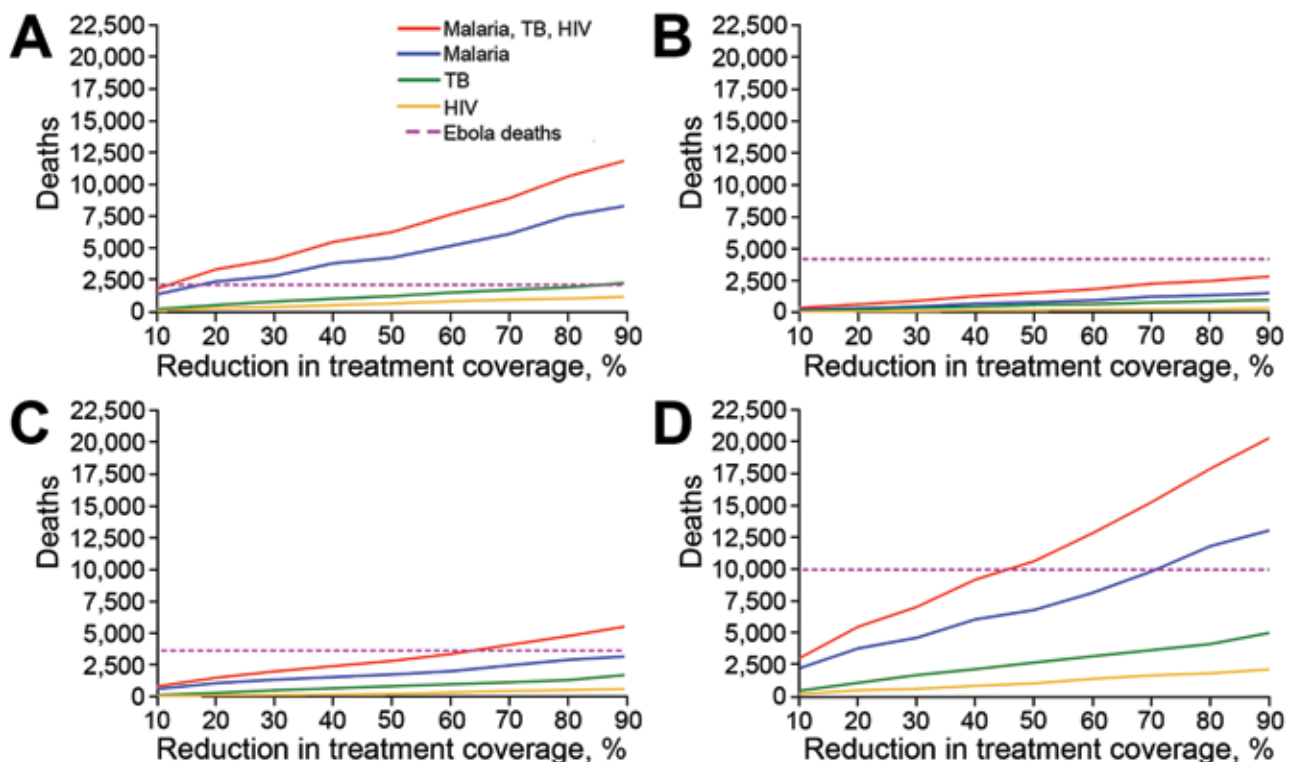 A
22,500
20,000
17,500
15,000
12,500
10,000
7,500
5,000
2,500
0
Deaths
10 20 30 40 50 60 70 80 90
Reduction in treatment coverage, %
Malaria, TB, HIV
Malaria
TB
HIV
Ebola deaths
B
22,500
20,000
17,500
15,000
12,500
10,000
7,500
5,000
2,500
0
Deaths
10 20 30 40 50 60 70 80 90
Reduction in treatment coverage, %
C
22,500
20,000
17,500
15,000
12,500
10,000
7,500
5,000
2,500
0
Deaths
10 20 30 40 50 60 70 80 90
Reduction in treatment coverage, %
D
22,500
20,000
17,500
15,000
12,500
10,000
7,500
5,000
2,500
0
Deaths
10 20 30 40 50 60 70 80 90
Reduction in treatment coverage, %